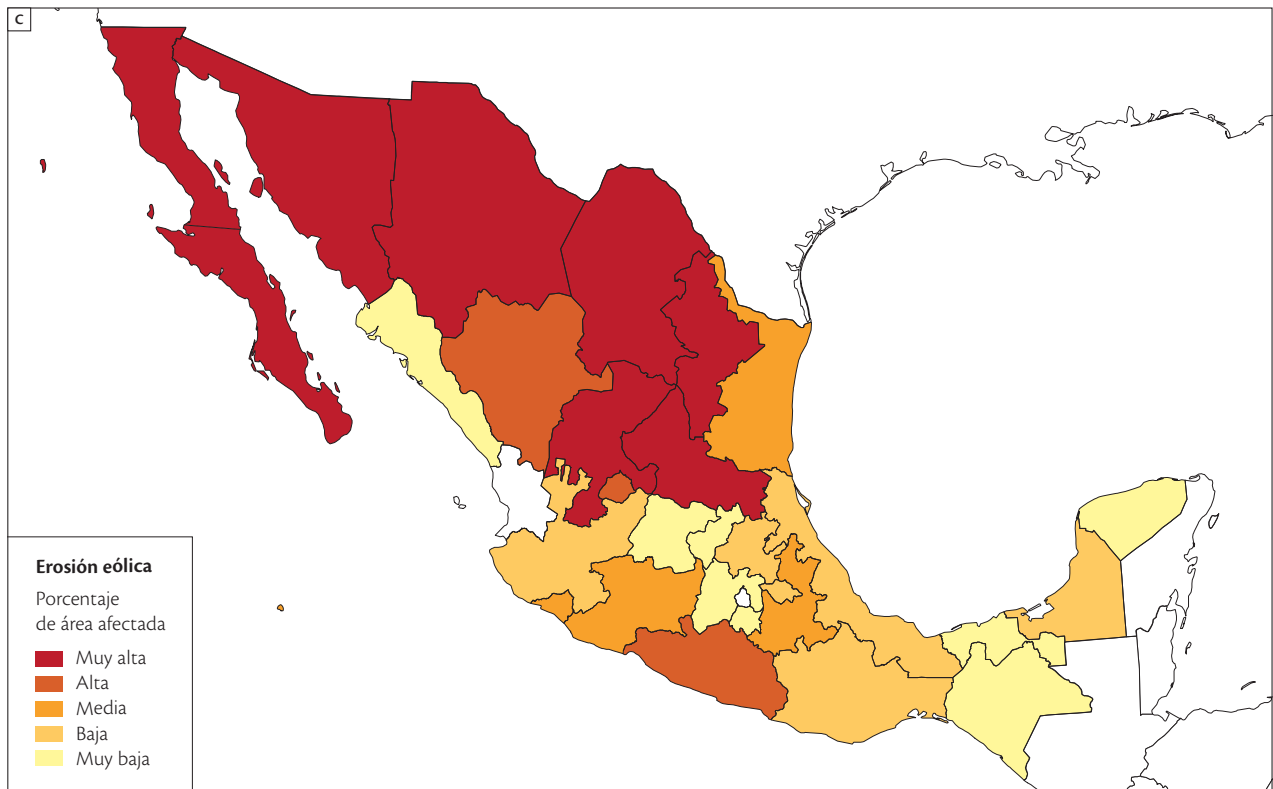 C
Erosión eólica
Porcentaje
de área afectada
Muy alta
Alta
Media
Baja
Muy baja